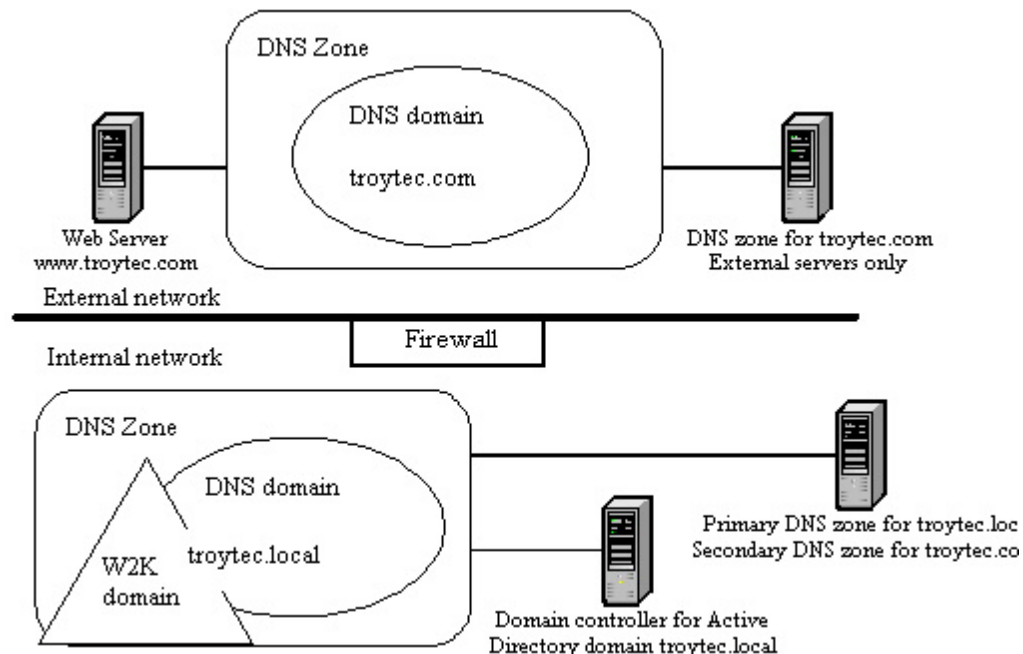 DNS Zone
DNS domain
troytec.com
Web Server
www.troytec.com
DNS zone for troytec.com
External servers only
External network
Firewall
Internal network
DNS Zone
DNS domain
troytec.local
W2K
domain
Primary DNS zone for troytec.loc
Secondary DNS zone for troytec.co
Domain controller for Active
Directory domain troytec.local